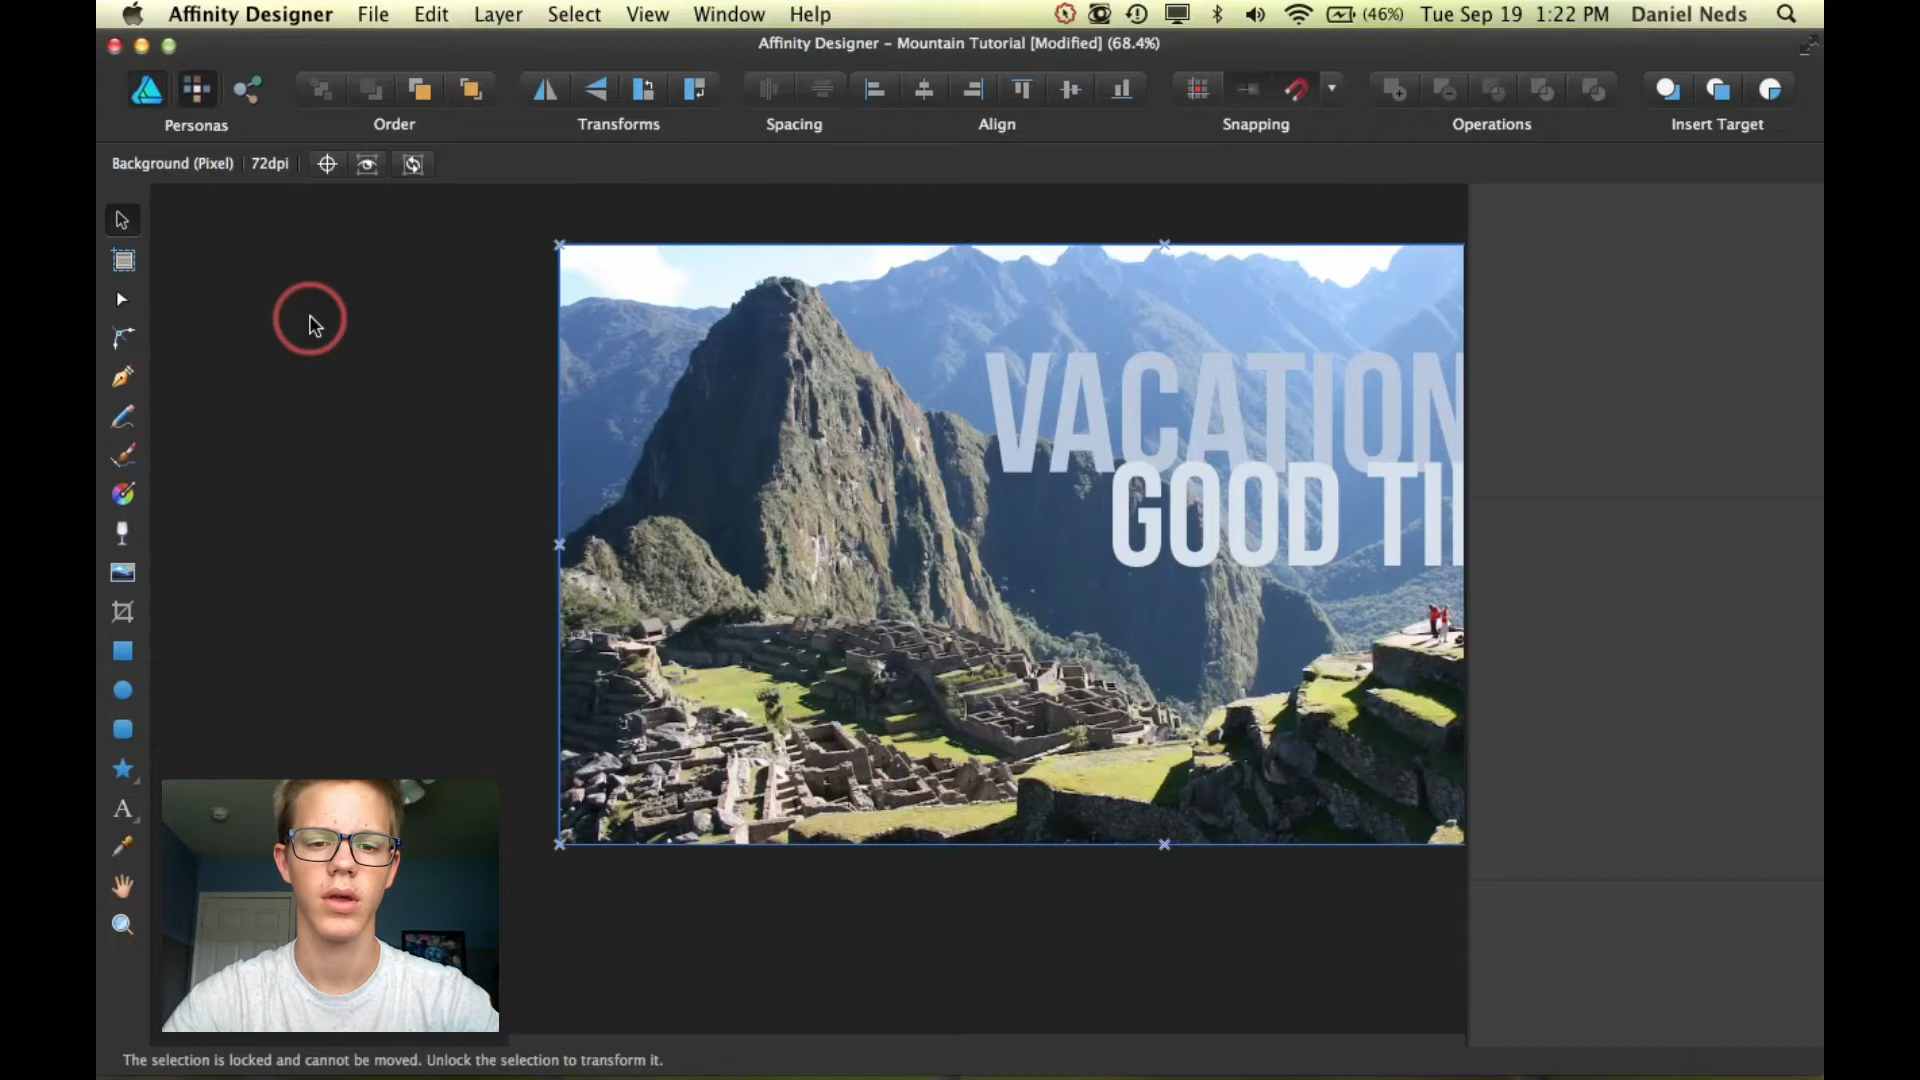 Affinity Designer File Edit Layer Select View Window Help (46%) Tue Sep 19 1:22 PM Daniel Neds
Affinity Designer – Mountain Tutorial [Modified] (68.4%)
Personas Order Transforms Spacing Align Snapping Operations Insert Target
Background (Pixel) 72dpi
VACATION
GOOD TI
A
The selection is locked and cannot be moved. Unlock the selection to transform it.